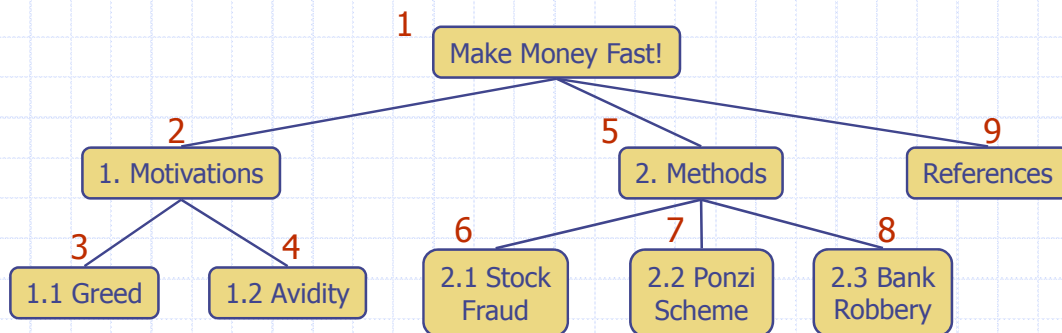 1
Make Money Fast!
2
5
9
1. Motivations
2. Methods
References
3
4
6
7
8
1.1 Greed
1.2 Avidity
2.1 Stock
Fraud
2.2 Ponzi
Scheme
2.3 Bank
Robbery